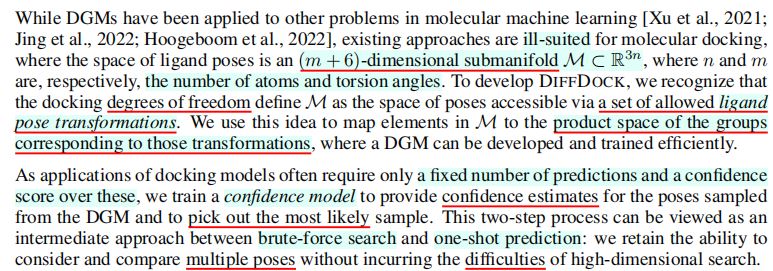 While DGMs have been applied to other problems in molecular machine learning [Xu et al., 2021;
Jing et al., 2022; Hoogeboom et al., 2022], existing approaches are ill-suited for molecular docking,
where the space of ligand poses is an (m + 6)-dimensional submanifold ℳ ⊂ ℝ³ⁿ, where n and m
are, respectively, the number of atoms and torsion angles. To develop DIFFDOCK, we recognize that
the docking degrees of freedom define ℳ as the space of poses accessible via a set of allowed ligand
pose transformations. We use this idea to map elements in ℳ to the product space of the groups
corresponding to those transformations, where a DGM can be developed and trained efficiently.
As applications of docking models often require only a fixed number of predictions and a confidence
score over these, we train a confidence model to provide confidence estimates for the poses sampled
from the DGM and to pick out the most likely sample. This two-step process can be viewed as an
intermediate approach between brute-force search and one-shot prediction: we retain the ability to
consider and compare multiple poses without incurring the difficulties of high-dimensional search.